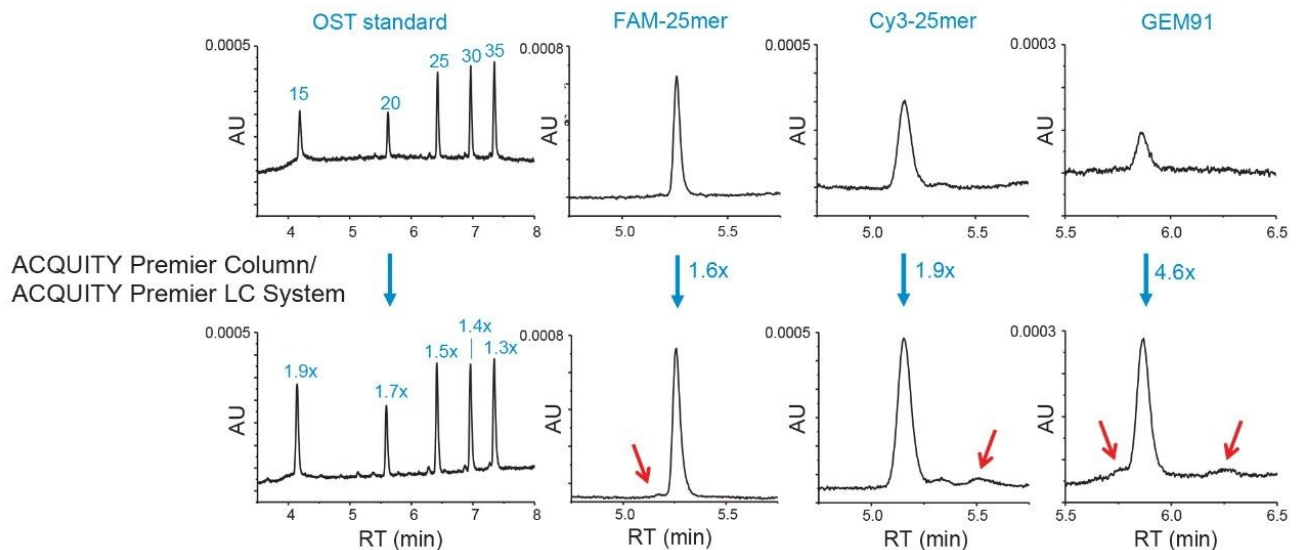 OST standard
FAM-25mer
Cy3-25mer
GEM91
0.0005
0.0008
0.0005
0.0003
15
20
25
30
35
AU
AU
AU
AU
4 5 6 7 8
5.0 5.5
5.0 5.5
5.5 6.0 6.5
ACQUITY Premier Column/
ACQUITY Premier LC System
1.6x
1.9x
4.6x
0.0005
0.0008
0.0005
0.0003
1.9x
1.7x
1.5x
1.4x
1.3x
AU
AU
AU
AU
4 5 6 7 8
5.0 5.5
5.0 5.5
5.5 6.0 6.5
RT (min)
RT (min)
RT (min)
RT (min)